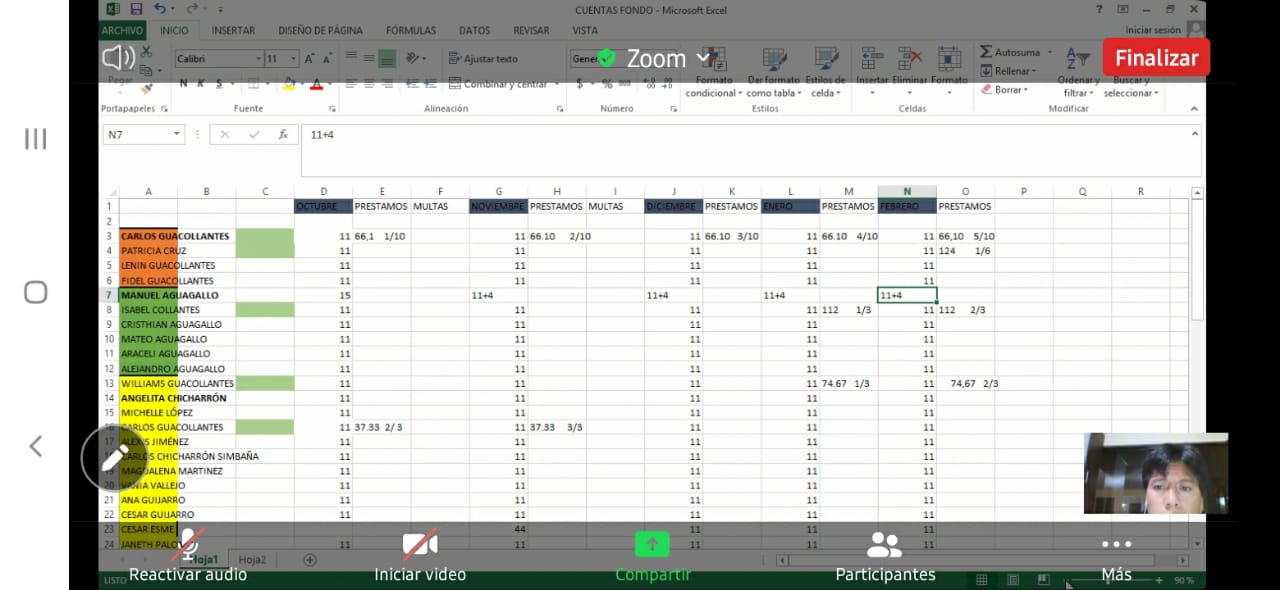 CUENTAS FONDO - Microsoft Excel
ARCHIVO INICIO INSERTAR DISEÑO DE PÁGINA FÓRMULAS DATOS REVISAR VISTA Iniciar sesión
Calibri 11 Ajustar texto Gener Zoom Autosuma Finalizar
Pegar N K S Combinar y centrar $ % 000 Formato condicional Dar formato como tabla Estilos de celda Insertar Eliminar Formato Rellenar Borrar Ordenar y filtrar Buscar y seleccionar
Portapapeles Fuente Alineación Número Estilos Celdas Modificar
N7 fx 11+4
A B C D E F G H I J K L M N O P Q R
1 OCTUBRE PRESTAMOS MULTAS NOVIEMBRE PRESTAMOS MULTAS DICIEMBRE PRESTAMOS ENERO PRESTAMOS FEBRERO PRESTAMOS
2
3 CARLOS GUACOLLANTES 11 66,1 1/10 11 66.10 2/10 11 66.10 3/10 11 66.10 4/10 11 66,10 5/10
4 PATRICIA CRUZ 11 11 11 11 11 124 1/6
5 LENIN GUACOLLANTES 11 11 11 11 11
6 FIDEL GUACOLLANTES 11 11 11 11 11
7 MANUEL AGUAGALLO 15 11+4 11+4 11+4 11+4
8 ISABEL COLLANTES 11 11 11 11 112 1/3 11 112 2/3
9 CRISTHIAN AGUAGALLO 11 11 11 11 11
10 MATEO AGUAGALLO 11 11 11 11 11
11 ARACELI AGUAGALLO 11 11 11 11 11
12 ALEJANDRO AGUAGALLO 11 11 11 11 11
13 WILLIAMS GUACOLLANTES 11 11 11 11 74.67 1/3 11 74,67 2/3
14 ANGELITA CHICHARRÓN 11 11 11 11 11
15 MICHELLE LÓPEZ 11 11 11 11 11
16 CARLOS GUACOLLANTES 11 37.33 2/3 11 37.33 3/3 11 11 11
17 ALEXIS JIMÉNEZ 11 11 11 11 11
CARLOS CHICHARRÓN SIMBAÑA 11 11 11 11 11
19 MAGDALENA MARTINEZ 11 11 11 11 11
20 VANIA VALLEJO 11 11 11 11 11
21 ANA GUIJARRO 11 11 11 11 11
22 CESAR GUIJARRO 11 11 11 11 11
23 CESAR ESME 44 11 11 11
24 JANETH PALO 11 11 11 11 11
Hoja1 Hoja2
Reactivar audio Iniciar video Compartir Participantes Más
LISTO 90 %